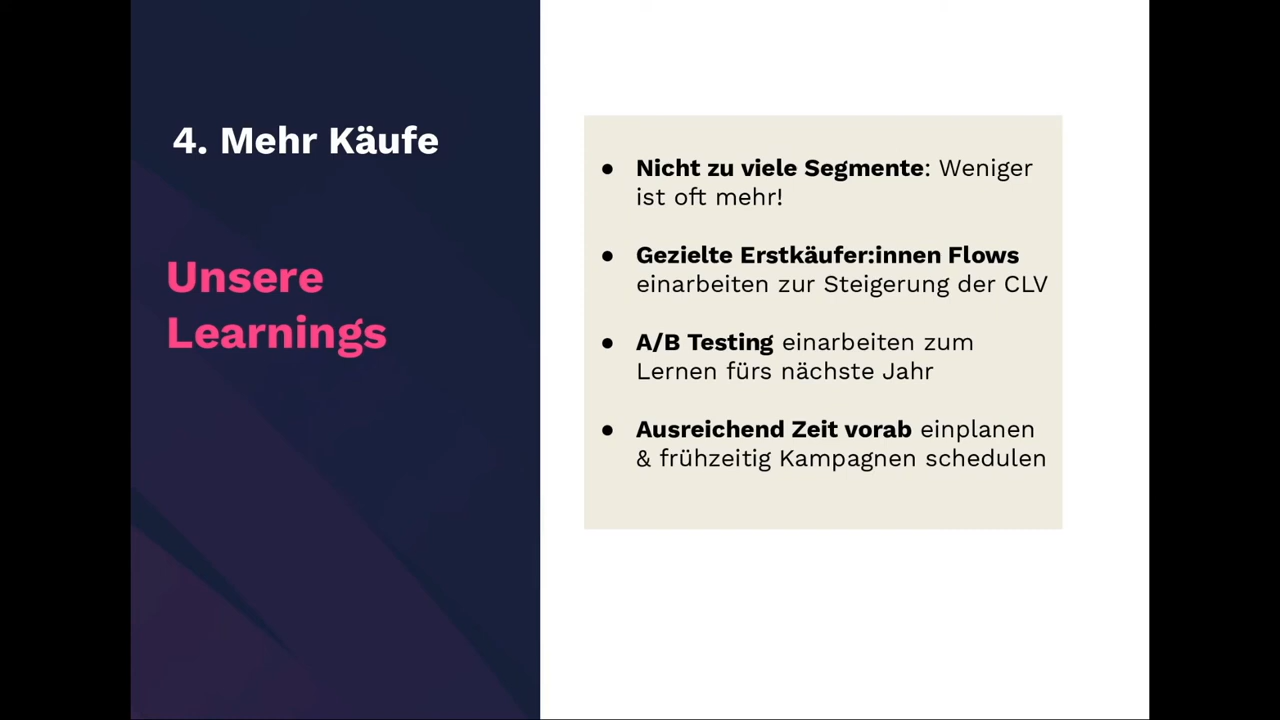 4. Mehr Käufe
Unsere
Learnings
● Nicht zu viele Segmente: Weniger
ist oft mehr!
● Gezielte Erstkäufer:innen Flows
einarbeiten zur Steigerung der CLV
● A/B Testing einarbeiten zum
Lernen fürs nächste Jahr
● Ausreichend Zeit vorab einplanen
& frühzeitig Kampagnen schedulen